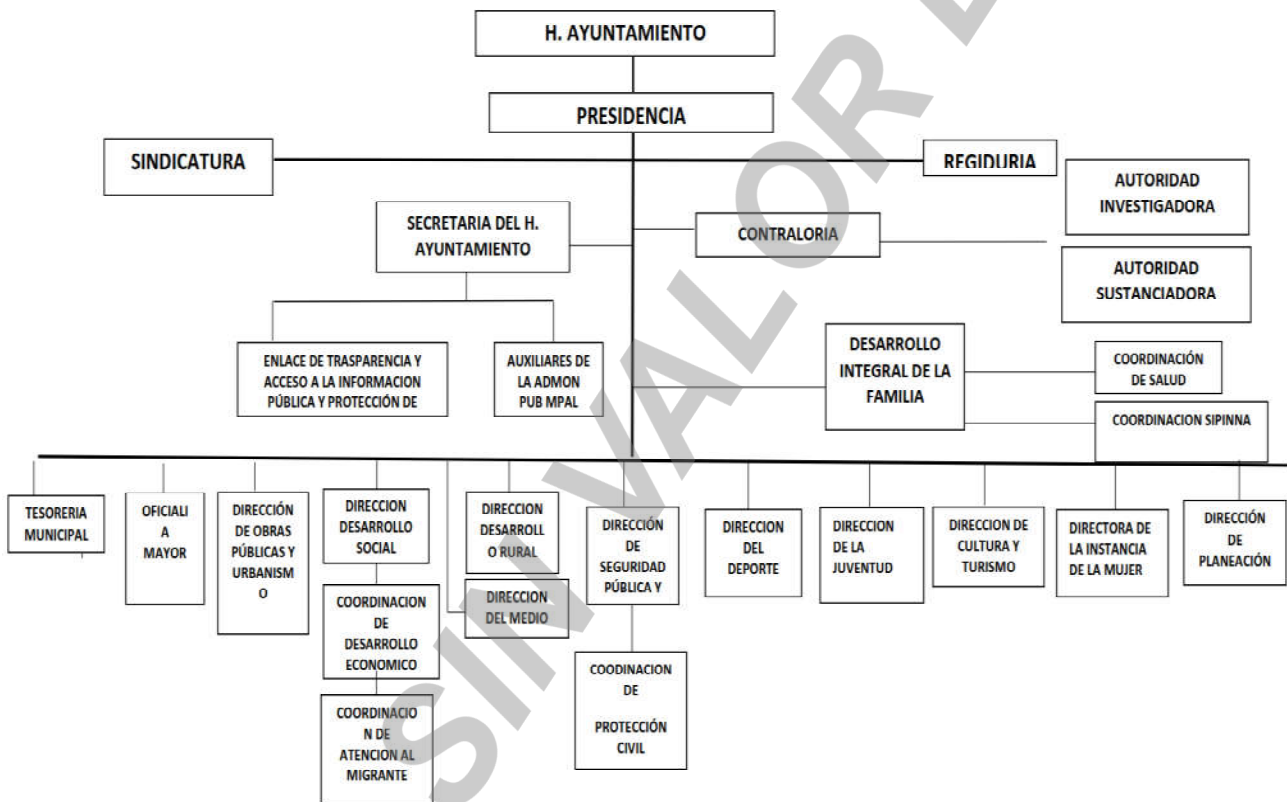 H. AYUNTAMIENTO
PRESIDENCIA
SINDICATURA
REGIDURIA
AUTORIDAD
INVESTIGADORA
SECRETARIA DEL H.
AYUNTAMIENTO
CONTRALORIA
AUTORIDAD
SUSTANCIADORA
ENLACE DE TRASPARENCIA Y
ACCESO A LA INFORMACION
PÚBLICA Y PROTECCIÓN DE
AUXILIARES DE
LA ADMON
PUB MPAL
DESARROLLO
INTEGRAL DE LA
FAMILIA
COORDINACIÓN
DE SALUD
COORDINACION SIPINNA
TESORERIA
MUNICIPAL
OFICIALI
A
MAYOR
DIRECCIÓN
DE OBRAS
PÚBLICAS Y
URBANISM
O
DIRECCION
DESARROLLO
SOCIAL
COORDINACION
DE
DESARROLLO
ECONOMICO
COORDINACIO
N DE
ATENCION AL
MIGRANTE
DIRECCION
DESARROLL
O RURAL
DIRECCION
DEL MEDIO
DIRECCIÓN
DE
SEGURIDAD
PÚBLICA Y
COODINACION
DE
PROTECCIÓN
CIVIL
DIRECCION
DEL
DEPORTE
DIRECCION
DE LA
JUVENTUD
DIRECCION DE
CULTURA Y
TURISMO
DIRECTORA DE
LA INSTANCIA
DE LA MUJER
DIRECCIÓN
DE
PLANEACIÓN
SIN VALOR